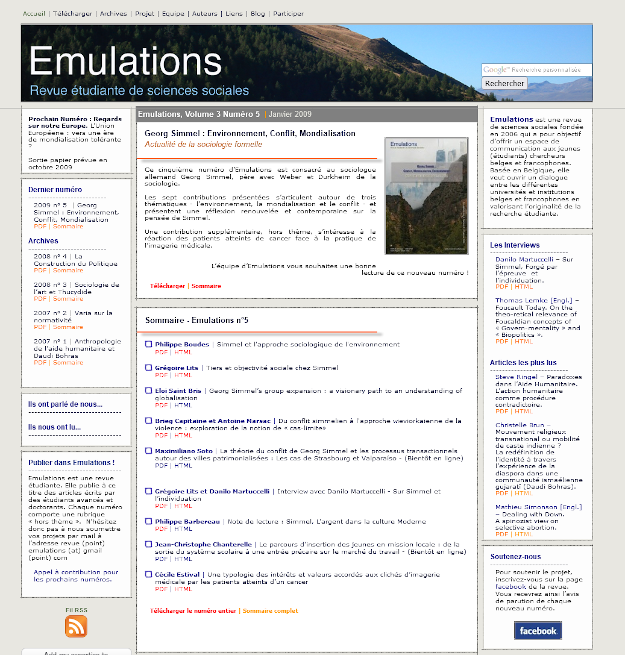 Accueil | Télécharger | Archives | Projet | Equipe | Auteurs | Liens | Blog | Participer
Emulations
Revue étudiante de sciences sociales
Google™ Recherche personnalisée
Rechercher
Prochain Numéro : Regards
sur notre Europe. L'Union
Européenne : vers une ère
de mondialisation tolérante
?
Sortie papier prévue en
octobre 2009
Dernier numéro
2009 n° 5 | Georg
Simmel : Environnement,
Conflit, Mondialisation
PDF | Sommaire
Archives
2008 n° 4 | La
Construction du Politique
PDF | Sommaire
2008 n° 3 | Sociologie de
l'art et Thucydide
PDF | Sommaire
2007 n° 2 | Varia sur la
normativité
PDF | Sommaire
2007 n° 1 | Anthropologie
de l'aide humanitaire et
Daudi Bohras
PDF | Sommaire
Ils ont parlé de nous...
Ils nous ont lu...
Publier dans Emulations !
Emulations est une revue
étudiante. Elle publie à ce
titre des articles écrits par
des étudiants avancés et
doctorants. Chaque numéro
comporte une rubrique
« hors thème ». N'hésitez
donc pas à nous soumettre
vos projets par mail à
l'adresse revue [point]
emulations [at] gmail
[point] com
Appel à contribution pour
les prochains numéros.
Fil RSS
Emulations, Volume 3 Numéro 5 | Janvier 2009
Georg Simmel : Environnement, Conflit, Mondialisation
Actualité de la sociologie formelle
Ce cinquième numéro d'Emulations est consacré au sociologue
allemand Georg Simmel, père avec Weber et Durkheim de la
sociologie.
Les sept contributions présentées s'articulent autour de trois
thématiques : l'environnement, la mondialisation et le conflit et
présentent une réflexion renouvelée et contemporaine sur la
pensée de Simmel.
Une contribution supplémentaire, hors thème, s'intéresse à la
réaction des patients atteints de cancer face à la pratique de
l'imagerie médicale.
L'équipe d'Emulations vous souhaites une bonne
lecture de ce nouveau numéro !
Télécharger | Sommaire
Sommaire - Emulations n°5
Philippe Boudes | Simmel et l'approche sociologique de l'environnement
PDF | HTML
Grégoire Lits | Tiers et objectivité sociale chez Simmel
PDF | HTML
Eloi Saint Bris | Georg Simmel's group expansion : a visionary path to an understanding of
globalisation
PDF | HTML
Brieg Capitaine et Antoine Marsac | Du conflit simmelien à l'approche wieviorkaienne de la
violence : exploration de la notion de « cas-limite»
PDF | HTML
Maximiliano Soto | La théorie du conflit de Georg Simmel et les processus transactionnels
autour des villes patrimonialisées « Le cas de Strasbourg et Valparaiso - (Bientôt en ligne)
PDF | HTML
Grégoire Lits et Danilo Martuccelli | Interview avec Danilo Martuccelli - Sur Simmel et
l'individuation
PDF | HTML
Philippe Barbereau | Note de lecture : Simmel. L'argent dans la culture Moderne
PDF | HTML
Jean-Christophe Chanterelle | Le parcours d'insertion des jeunes en mission locale « de la
sortie du système scolaire à une entrée précaire sur le marché du travail - (Bientôt en ligne)
PDF | HTML
Cécile Estival | Une typologie des intérêts et valeurs accordés aux clichés d'imagerie
médicale par les patients atteints d'un cancer
PDF | HTML
Télécharger le numéro entier | Sommaire complet
Emulations est une revue
de sciences sociales fondée
en 2006 qui a pour objectif
d'offrir un espace de
communication aux jeunes
(étudiants) chercheurs
belges et francophones.
Basée en Belgique, elle
veut ouvrir un dialogue
entre les différentes
universités et institutions
belges et francophones en
valorisant l'originalité de la
recherche étudiante.
Les Interviews
Danilo Martuccelli – Sur
Simmel. Forgé par
l'épreuve et
l'individuation.
PDF | HTML
Thomas Lemke [Engl.] –
Foucault Today. On the
theo-retical relevance of
Foucaldian concepts of
« Govern-mentality » and
« Biopolitics ».
PDF | HTML
Articles les plus lus
Steve Ringel – Paradoxes
dans l'Aide Humanitaire.
L'action humanitaire
comme procédure
contradictoire.
PDF | HTML
Christelle Brun –
Mouvement religieux
transnational ou mobilité
de caste indienne ?
La redéfinition de
l'identité à travers
l'expérience de la
diaspora dans une
communauté ismaélienne
gujarati [Daudi Bohras].
PDF | HTML
Mathieu Simonson [Engl.]
– Dealing with Down.
A spinozist view on
selective abortion.
PDF | HTML
Soutenez-nous
Pour soutenir le projet,
inscrivez-vous sur la page
facebook de la revue.
Vous recevrez ainsi l'avis
de parution de chaque
nouveau numéro.
facebook